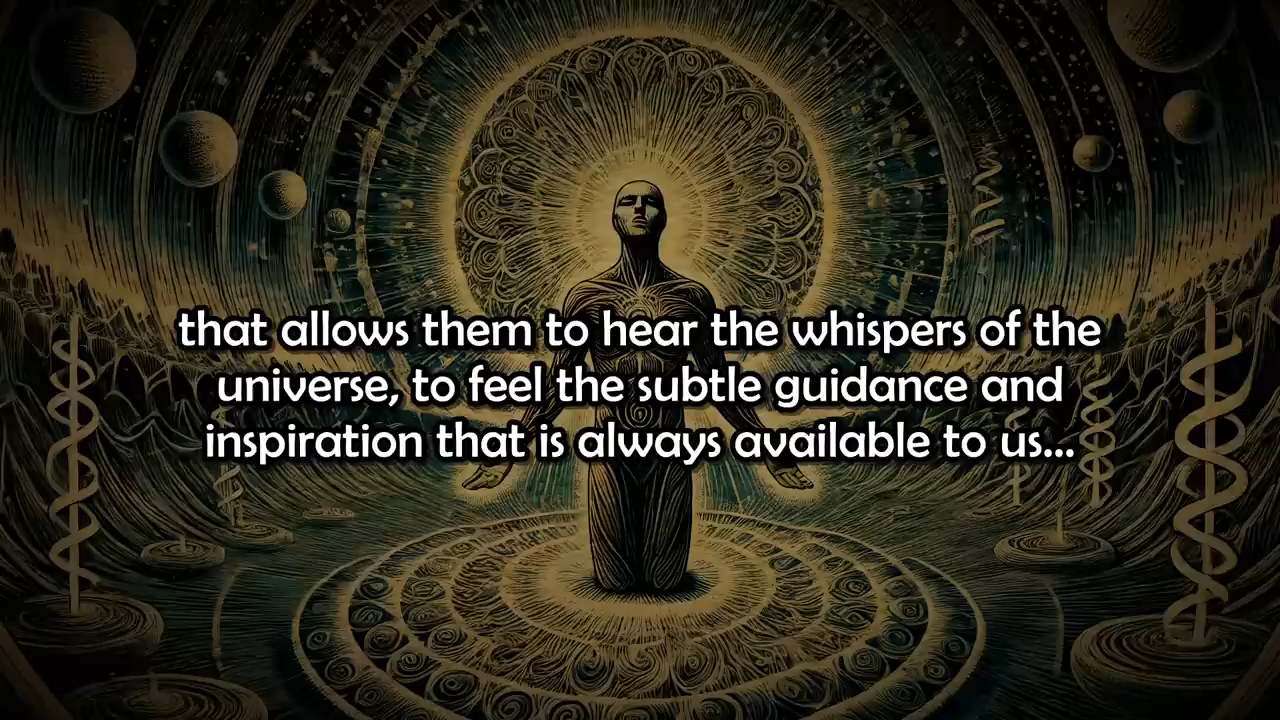 that allows them to hear the whispers of the
universe, to feel the subtle guidance and
inspiration that is always available to us...